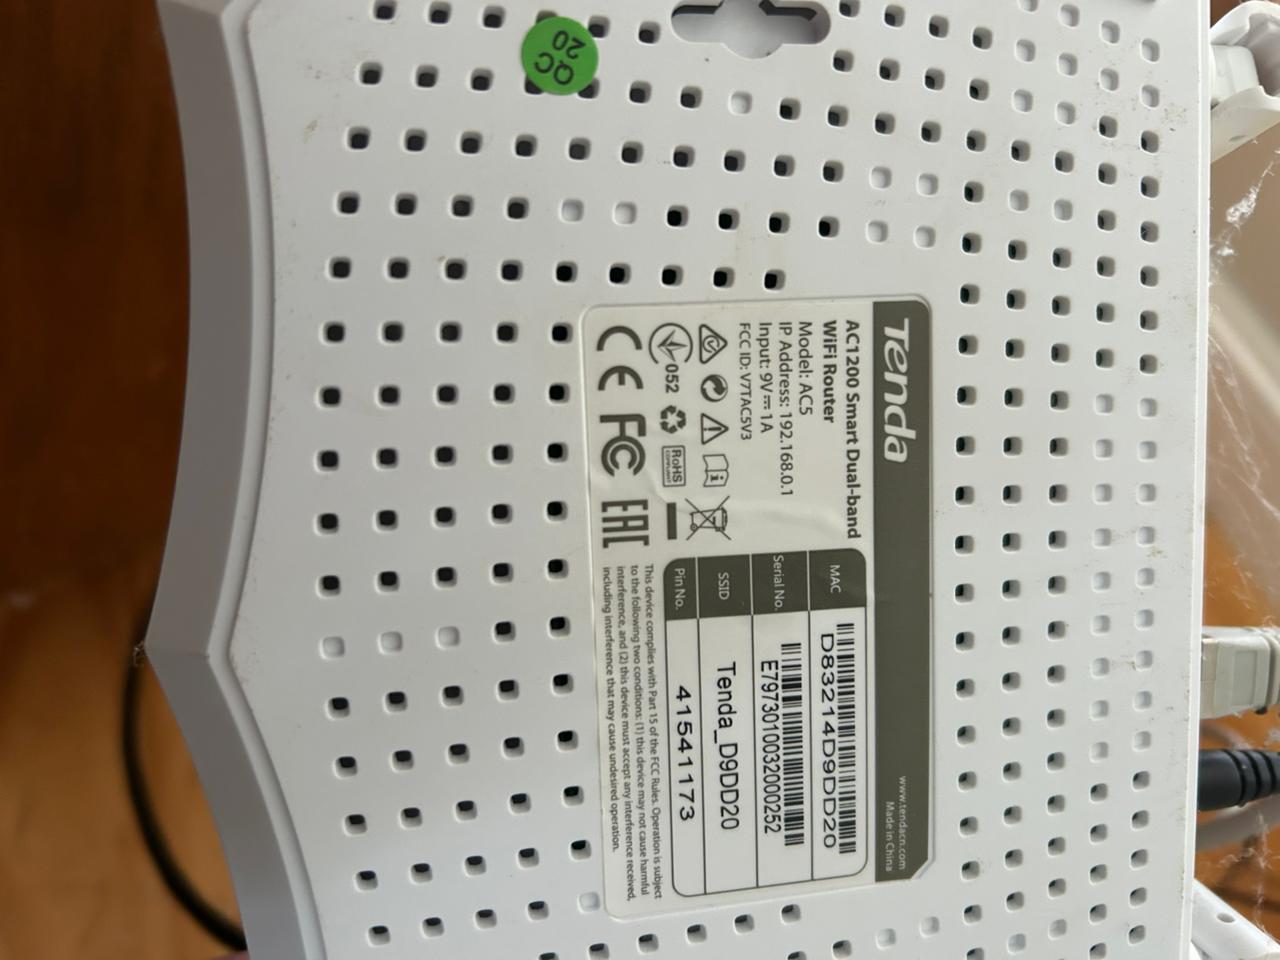 QC
20
Tenda
www.tendacn.com
Made in China
AC1200 Smart Dual-band
WiFi Router
Model: AC5
IP Address: 192.168.0.1
Input: 9V⎓1A
FCC ID: V7TAC5V3
052
RoHS
COMPLIANT
CE FC EAC
MAC
D83214D9DD20
Serial No.
E7973010032000252
SSID
Tenda_D9DD20
Pin No.
41541173
This device complies with Part 15 of the FCC Rules. Operation is subject
to the following two conditions: (1) this device may not cause harmful
interference, and (2) this device must accept any interference received,
including interference that may cause undesired operation.